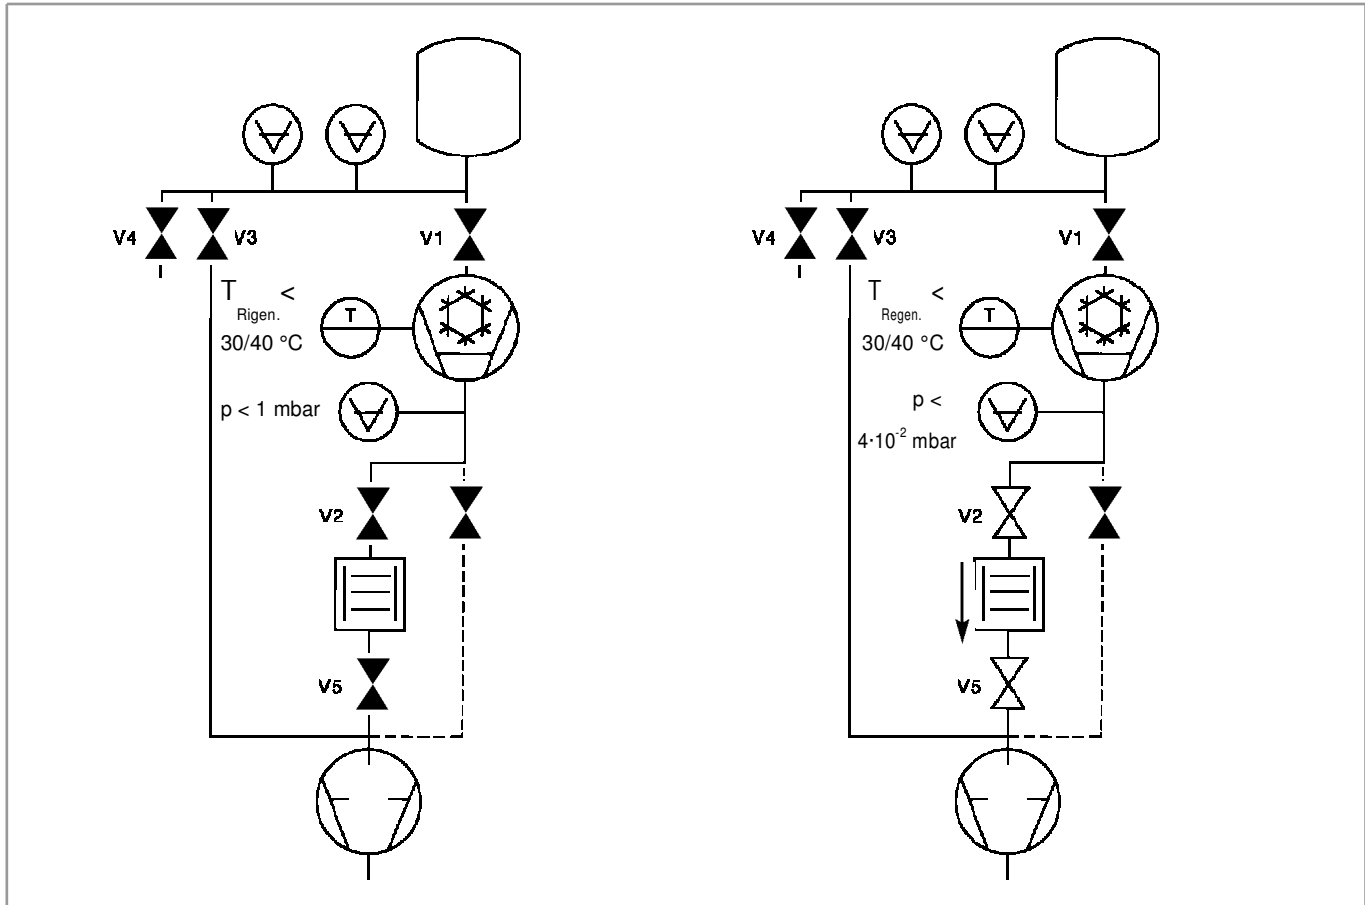 V4
V3
V1
T <
Rigen.
30/40 °C
T
p < 1 mbar
V2
V5
V4
V3
V1
T <
Regen.
30/40 °C
T
p <
4·10-2 mbar
V2
V5